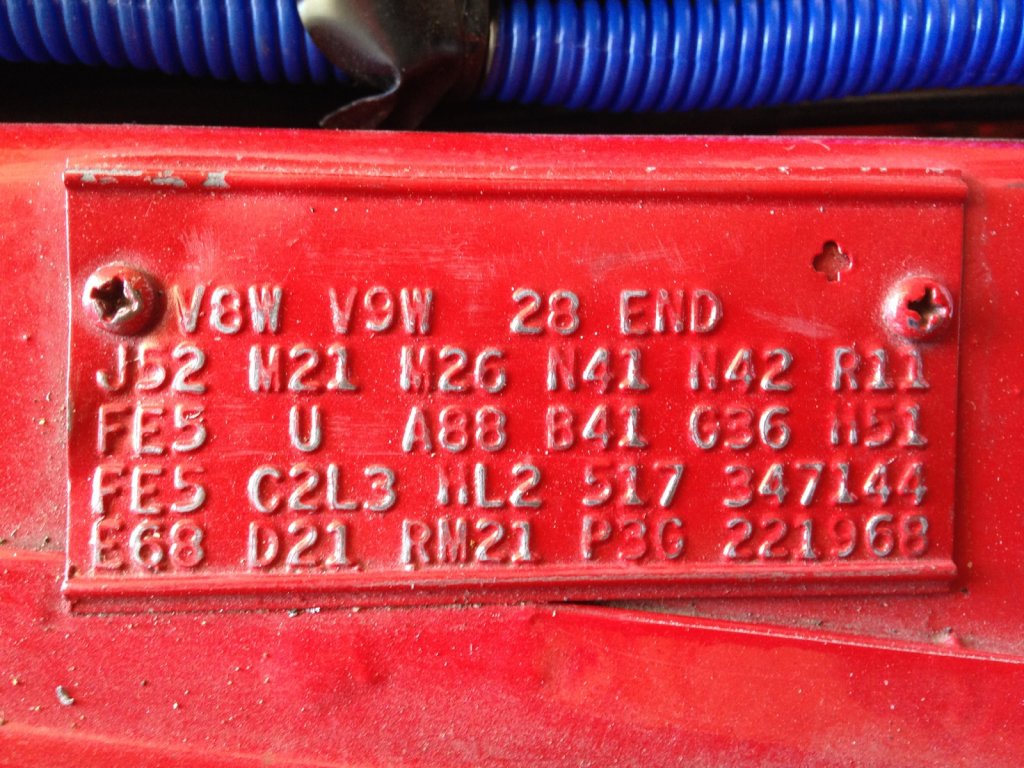 V8W V9W 28 END
J52 M21 M26 N41 N42 R11
FE5 U A88 B41 G36 H51
FE5 C2L3 HL2 517 347144
E68 D21 RM21 P3G 221968